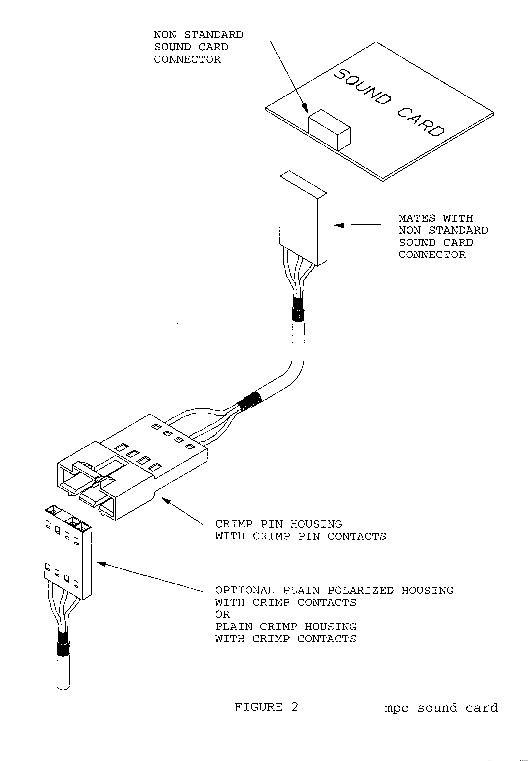 NON STANDARD
SOUND CARD
CONNECTOR
SOUND CARD
MATES WITH
NON STANDARD
SOUND CARD
CONNECTOR
CRIMP PIN HOUSING
WITH CRIMP PIN CONTACTS
OPTIONAL PLAIN POLARIZED HOUSING
WITH CRIMP CONTACTS
OR
PLAIN CRIMP HOUSING
WITH CRIMP CONTACTS
FIGURE 2
mpc sound card